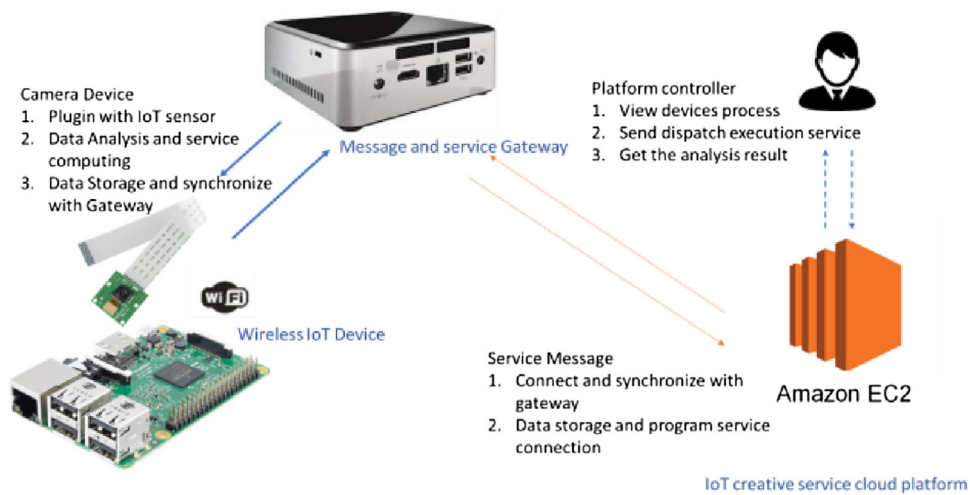 Camera Device
1. Plugin with IoT sensor
2. Data Analysis and service
computing
3. Data Storage and synchronize
with Gateway
Message and service Gateway
Platform controller
1. View devices process
2. Send dispatch execution service
3. Get the analysis result
Wi Fi
Wireless IoT Device
Service Message
1. Connect and synchronize with
gateway
2. Data storage and program service
connection
Amazon EC2
IoT creative service cloud platform